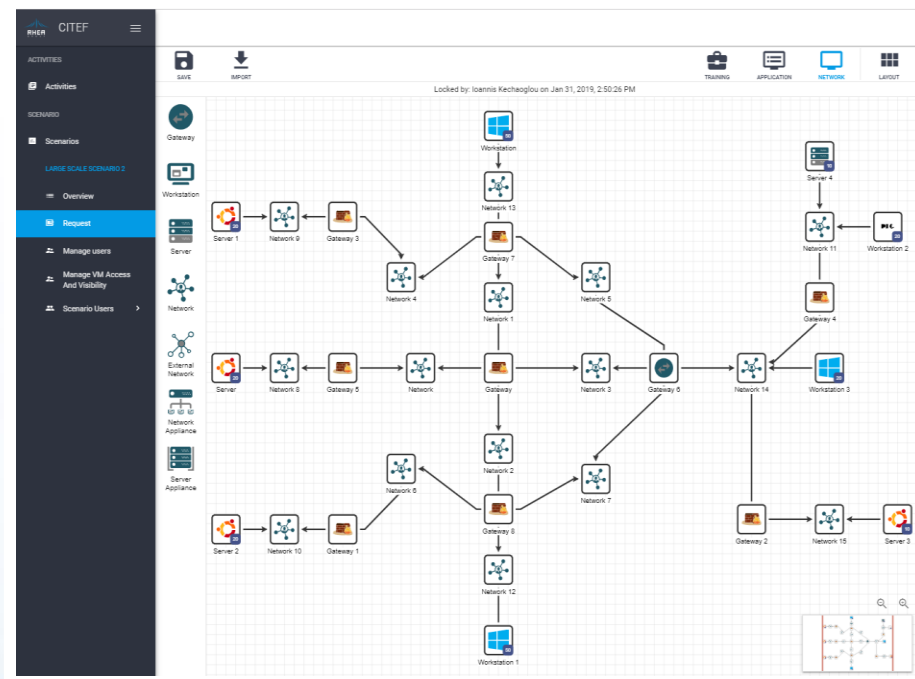 RHEA CITEF
ACTIVITIES
Activities
SCENARIO
Scenarios
LARGE SCALE SCENARIO 2
Overview
Request
Manage users
Manage VM Access
And Visibility
Scenario Users
SAVE
IMPORT
TRAINING
APPLICATION
NETWORK
LAYOUT
Locked by: Ioannis Kechaoglou on Jan 31, 2019, 2:50:26 PM
Gateway
Workstation
Server
Network
External
Network
Network
Appliance
Server
Appliance
Workstation
Network 13
Server 4
Server 1
Network 9
Gateway 3
Gateway 7
Network 11
Workstation 2
Network 4
Network 5
Network 1
Gateway 4
Server
Network 8
Gateway 5
Network
Gateway
Network 3
Gateway 6
Network 14
Workstation 3
Network 2
Network 6
Network 7
Gateway 8
Server 2
Network 10
Gateway 1
Gateway 2
Network 15
Server 3
Network 12
Workstation 1